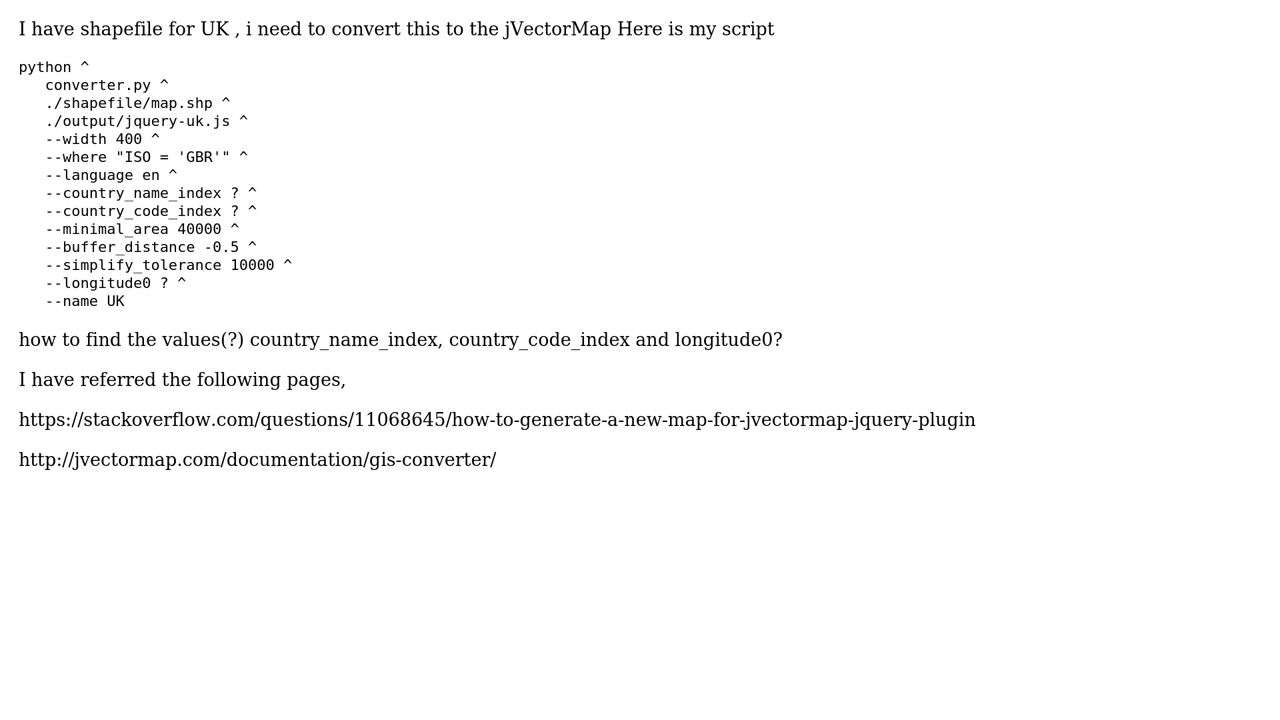 I have shapefile for UK , i need to convert this to the jVectorMap Here is my script
python ^
converter.py ^
./shapefile/map.shp ^
./output/jquery-uk.js ^
--width 400 ^
--where "ISO = 'GBR'" ^
--language en ^
--country_name_index ? ^
--country_code_index ? ^
--minimal_area 40000 ^
--buffer_distance -0.5 ^
--simplify_tolerance 10000 ^
--longitude0 ? ^
--name UK
how to find the values(?) country_name_index, country_code_index and longitude0?
I have referred the following pages,
https://stackoverflow.com/questions/11068645/how-to-generate-a-new-map-for-jvectormap-jquery-plugin
http://jvectormap.com/documentation/gis-converter/